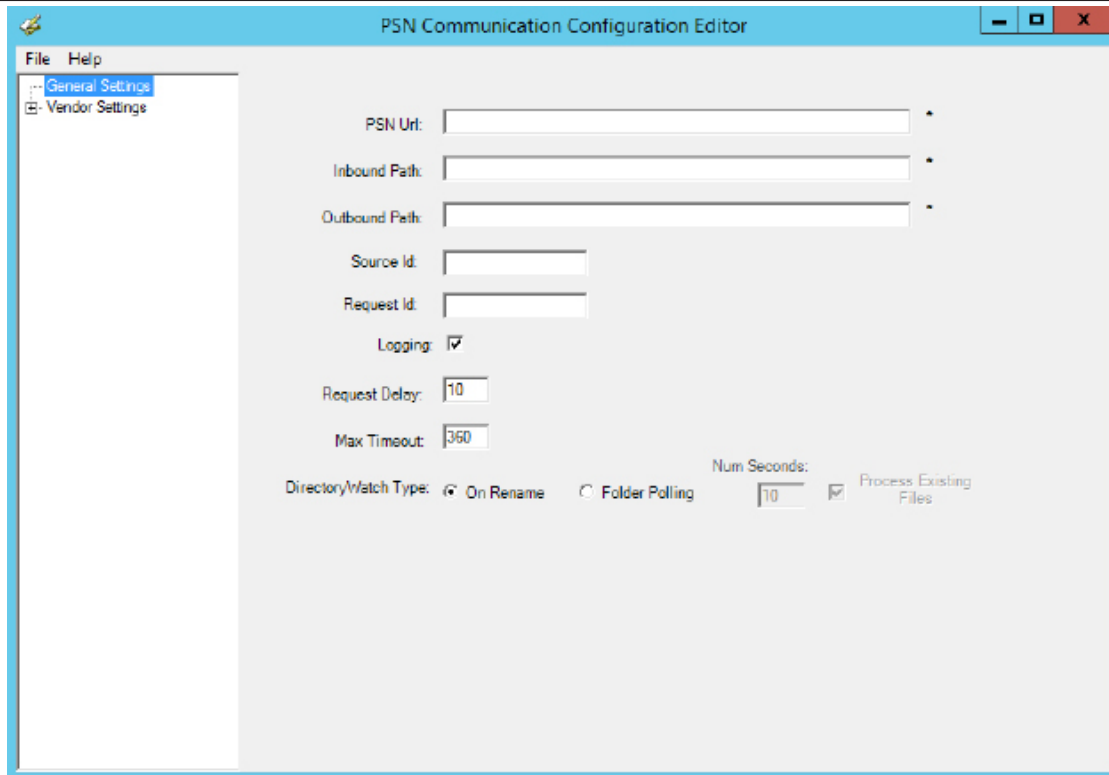 PSN Communication Configuration Editor
File Help
General Settings
Vendor Settings
PSN Url: *
Inbound Path: *
Outbound Path: *
Source Id:
Request Id:
Logging:
Request Delay: 10
Max Timeout: 360
Num Seconds:
DirectoryWatch Type: On Rename Folder Polling 10 Process Existing
Files